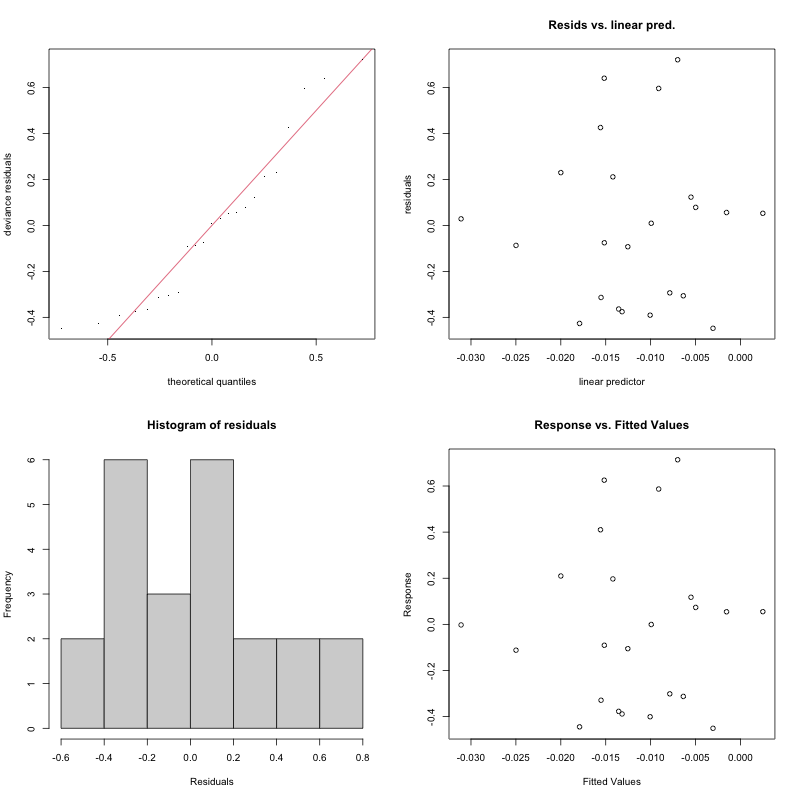 deviance residuals
0.6
0.4
0.2
0.0
-0.2
-0.4
-0.5 0.0 0.5
theoretical quantiles
Resids vs. linear pred.
residuals
0.6
0.4
0.2
0.0
-0.2
-0.4
-0.030 -0.025 -0.020 -0.015 -0.010 -0.005 0.000
linear predictor
Histogram of residuals
Frequency
6
5
4
3
2
1
0
-0.6 -0.4 -0.2 0.0 0.2 0.4 0.6 0.8
Residuals
Response vs. Fitted Values
Response
0.6
0.4
0.2
0.0
-0.2
-0.4
-0.030 -0.025 -0.020 -0.015 -0.010 -0.005 0.000
Fitted Values